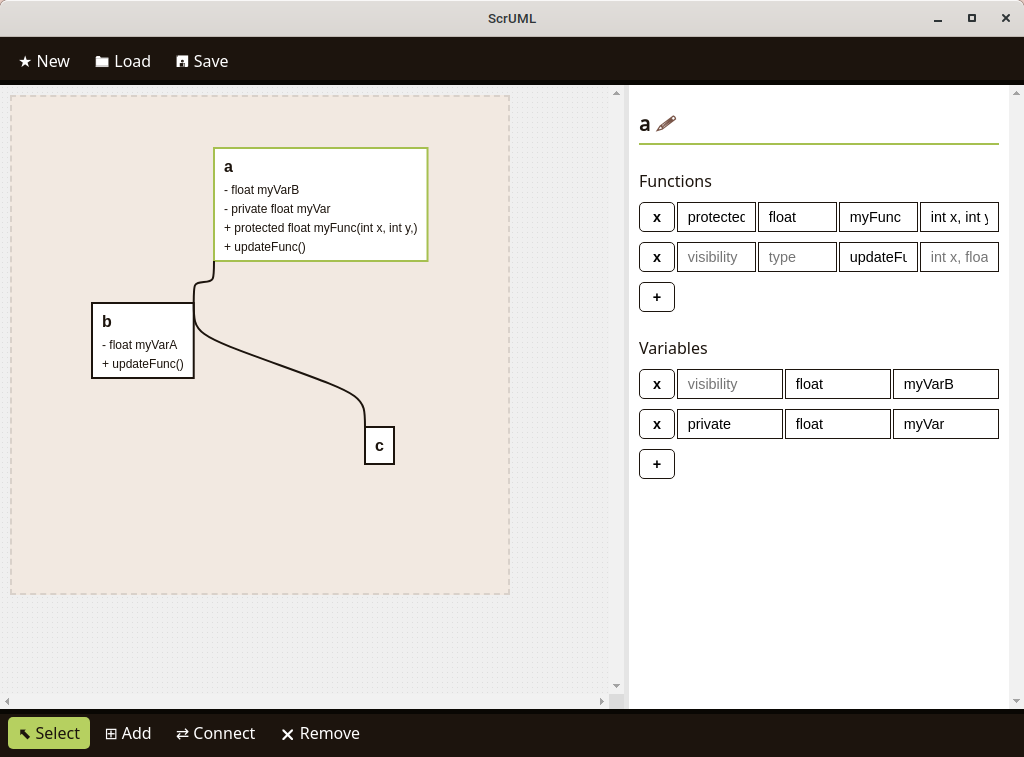 ScrUML
New Load Save
a
- float myVarB
- private float myVar
+ protected float myFunc(int x, int y,)
+ updateFunc()
b
- float myVarA
+ updateFunc()
c
a
Functions
x protected float myFunc int x, int y
x visibility type updateFu int x, floa
+
Variables
x visibility float myVarB
x private float myVar
+
Select Add Connect Remove